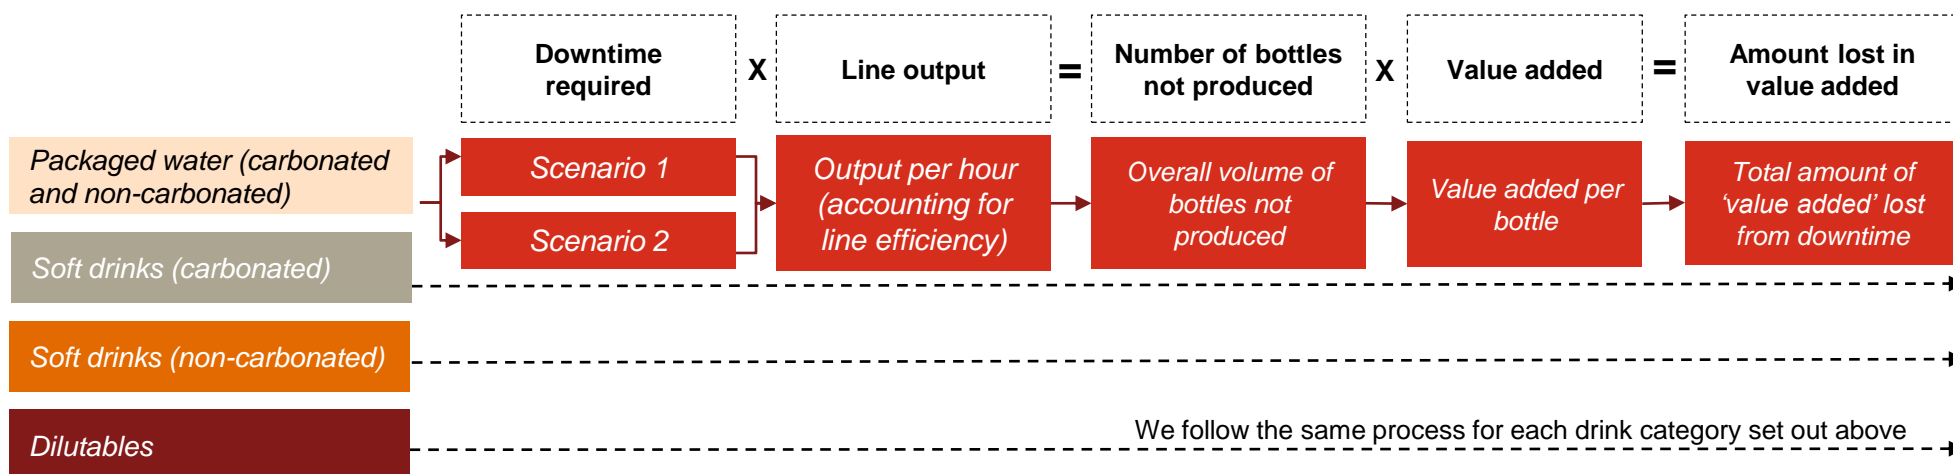 Downtime
required
X
Line output
=
Number of bottles
not produced
X
Value added
=
Amount lost in
value added
Packaged water (carbonated
and non-carbonated)
Scenario 1
Scenario 2
Output per hour
(accounting for
line efficiency)
Overall volume of
bottles not
produced
Value added per
bottle
Total amount of
‘value added’ lost
from downtime
Soft drinks (carbonated)
Soft drinks (non-carbonated)
Dilutables
We follow the same process for each drink category set out above